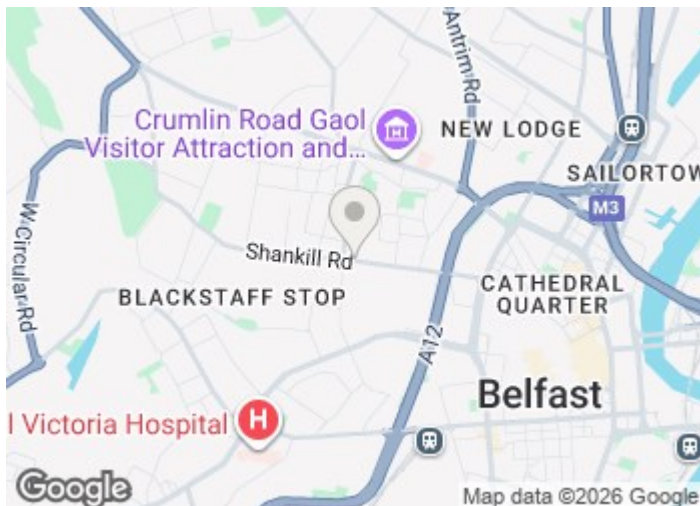 Antrim Rd
Crumlin Road Gaol
Visitor Attraction and...
NEW LODGE
SAILORTOW
M3
W Circular Rd
Shankill Rd
BLACKSTAFF STOP
CATHEDRAL
QUARTER
A12
Belfast
l Victoria Hospital
H
Google
Map data ©2026 Google